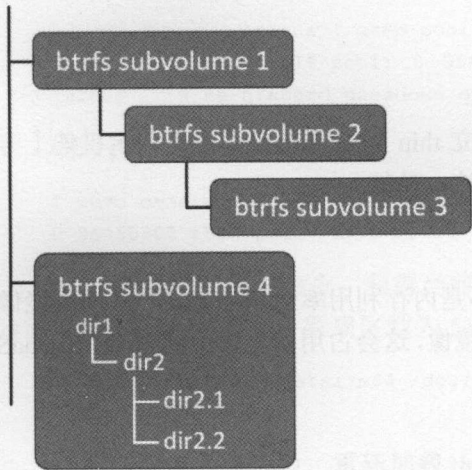 btrfs subvolume 1
btrfs subvolume 2
btrfs subvolume 3
btrfs subvolume 4
dir1
dir2
dir2.1
dir2.2